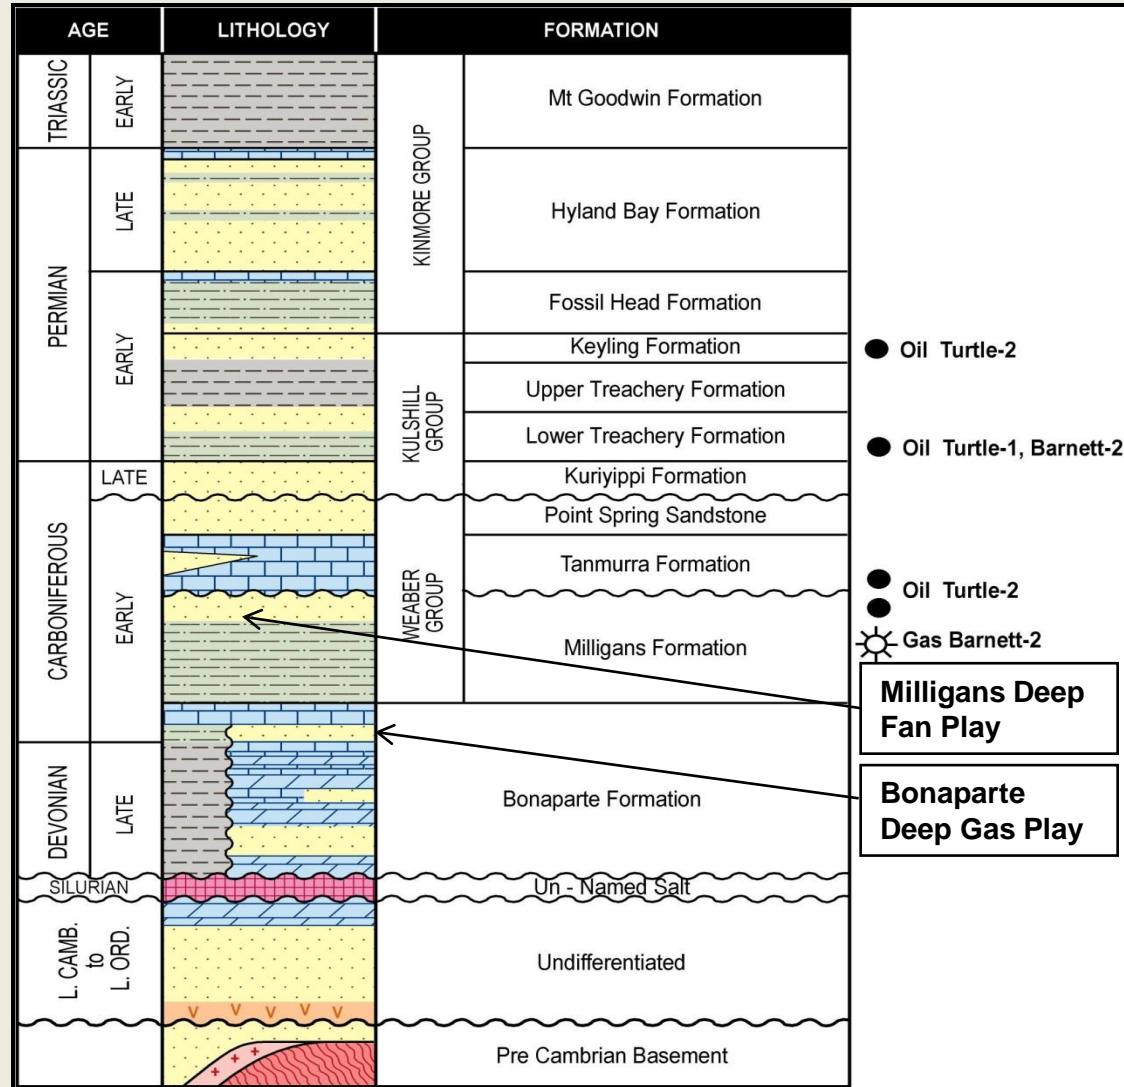 AGE LITHOLOGY FORMATION
TRIASSIC
EARLY
Mt Goodwin Formation
PERMIAN
LATE
KINMORE GROUP
Hyland Bay Formation
EARLY
Fossil Head Formation
KULSHILL
GROUP
Keyling Formation
Oil Turtle-2
Upper Treachery Formation
Lower Treachery Formation
Oil Turtle-1, Barnett-2
CARBONIFEROUS
LATE
Kuriyippi Formation
EARLY
WEABER
GROUP
Point Spring Sandstone
Tanmurra Formation
Oil Turtle-2
Milligans Formation
Gas Barnett-2
Milligans Deep
Fan Play
DEVONIAN
LATE
Bonaparte Formation
Bonaparte
Deep Gas Play
SILURIAN
Un - Named Salt
L. CAMB.
to
L. ORD.
Undifferentiated
V V V V V
Pre Cambrian Basement